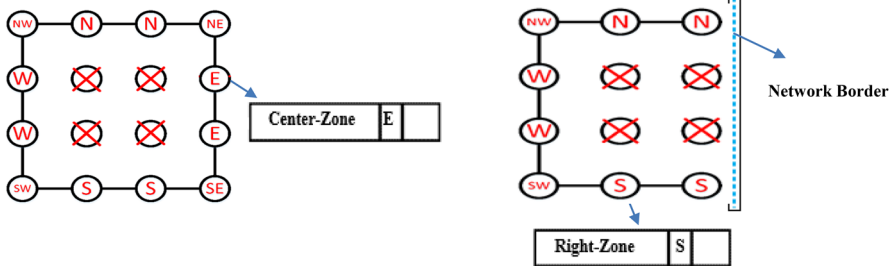 NW N N NE
W E
W E
SW S S SE
Center-Zone E
NW N N
W
W
SW S S
Network Border
Right-Zone S